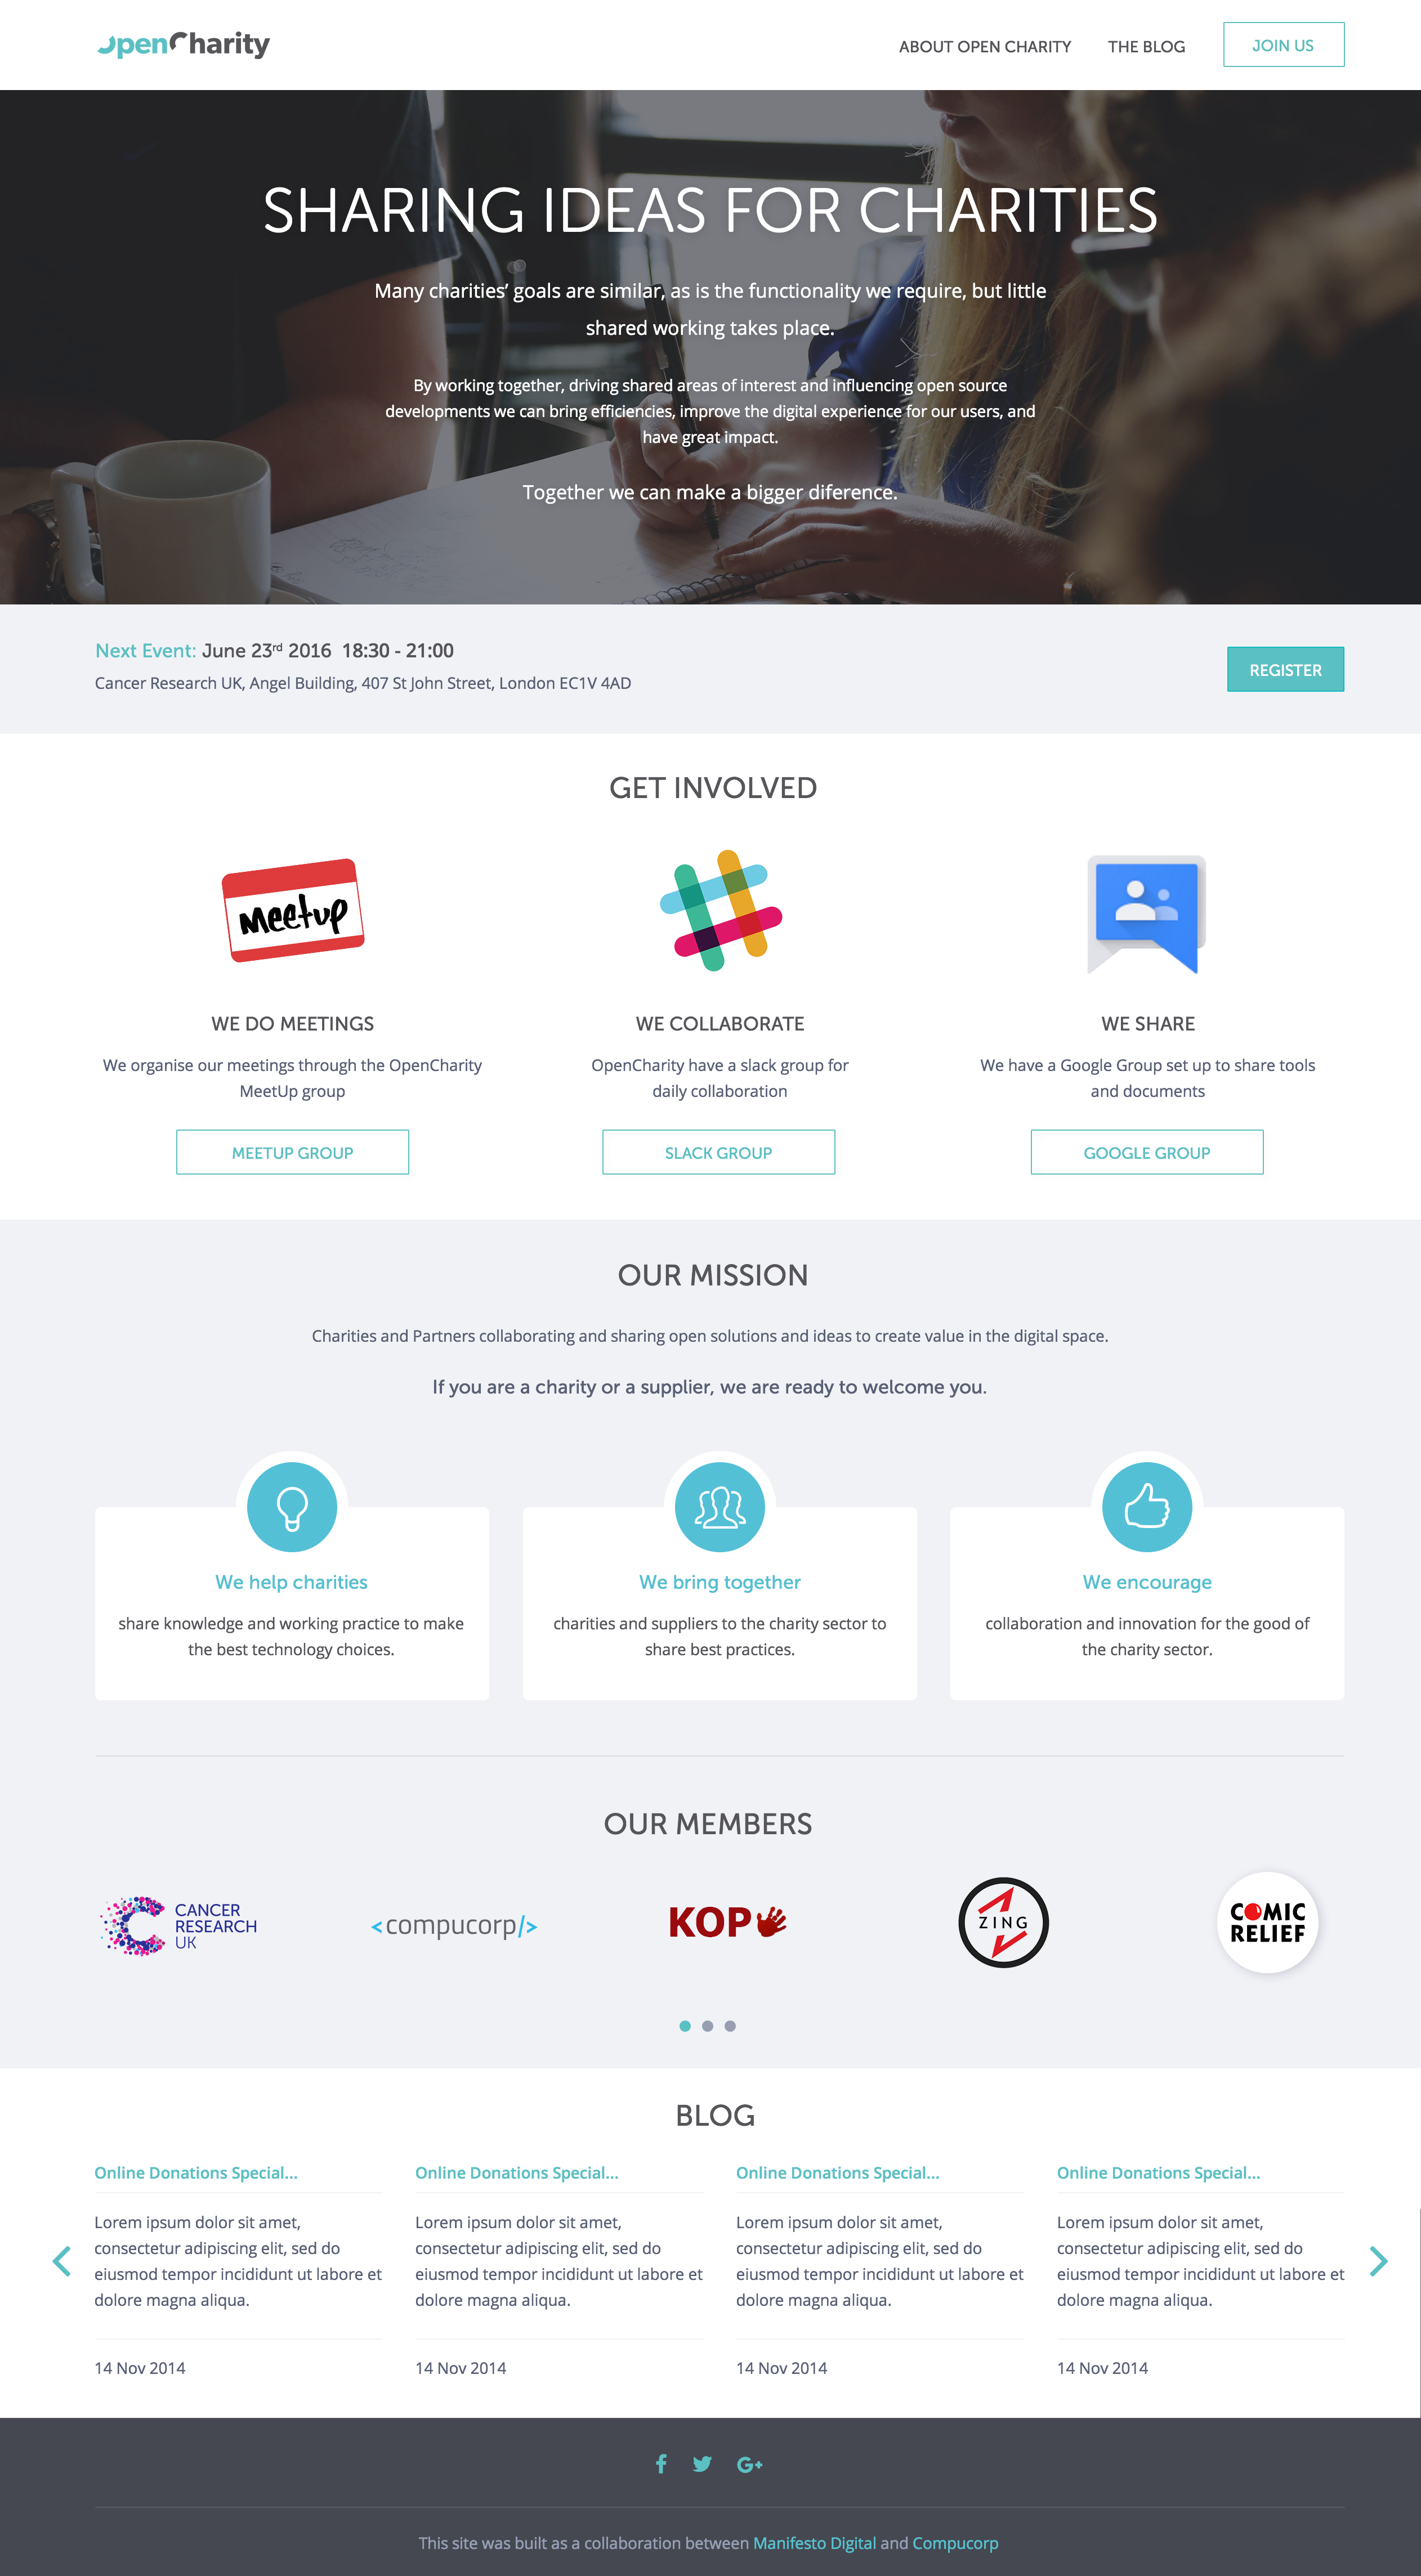 OpenCharity
ABOUT OPEN CHARITY
THE BLOG
JOIN US
SHARING IDEAS FOR CHARITIES
Many charities’ goals are similar, as is the functionality we require, but little
shared working takes place.
By working together, driving shared areas of interest and influencing open source
developments we can bring efficiencies, improve the digital experience for our users, and
have great impact.
Together we can make a bigger diference.
Next Event: June 23rd 2016 18:30 - 21:00
Cancer Research UK, Angel Building, 407 St John Street, London EC1V 4AD
REGISTER
GET INVOLVED
meetup
WE DO MEETINGS
We organise our meetings through the OpenCharity
MeetUp group
MEETUP GROUP
WE COLLABORATE
OpenCharity have a slack group for
daily collaboration
SLACK GROUP
WE SHARE
We have a Google Group set up to share tools
and documents
GOOGLE GROUP
OUR MISSION
Charities and Partners collaborating and sharing open solutions and ideas to create value in the digital space.
If you are a charity or a supplier, we are ready to welcome you.
We help charities
share knowledge and working practice to make
the best technology choices.
We bring together
charities and suppliers to the charity sector to
share best practices.
We encourage
collaboration and innovation for the good of
the charity sector.
OUR MEMBERS
CANCER
RESEARCH
UK
<compucorp/>
KOP
ZING
COMIC
RELIEF
BLOG
Online Donations Special...
Lorem ipsum dolor sit amet,
consectetur adipiscing elit, sed do
eiusmod tempor incididunt ut labore et
dolore magna aliqua.
14 Nov 2014
Online Donations Special...
Lorem ipsum dolor sit amet,
consectetur adipiscing elit, sed do
eiusmod tempor incididunt ut labore et
dolore magna aliqua.
14 Nov 2014
Online Donations Special...
Lorem ipsum dolor sit amet,
consectetur adipiscing elit, sed do
eiusmod tempor incididunt ut labore et
dolore magna aliqua.
14 Nov 2014
Online Donations Special...
Lorem ipsum dolor sit amet,
consectetur adipiscing elit, sed do
eiusmod tempor incididunt ut labore et
dolore magna aliqua.
14 Nov 2014
f
G+
This site was built as a collaboration between Manifesto Digital and Compucorp